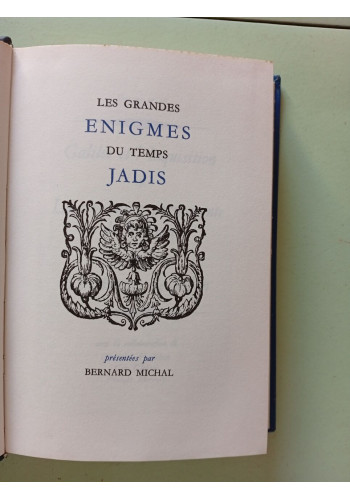 LES GRANDES
ENIGMES
DU TEMPS
JADIS
présentées par
BERNARD MICHAL